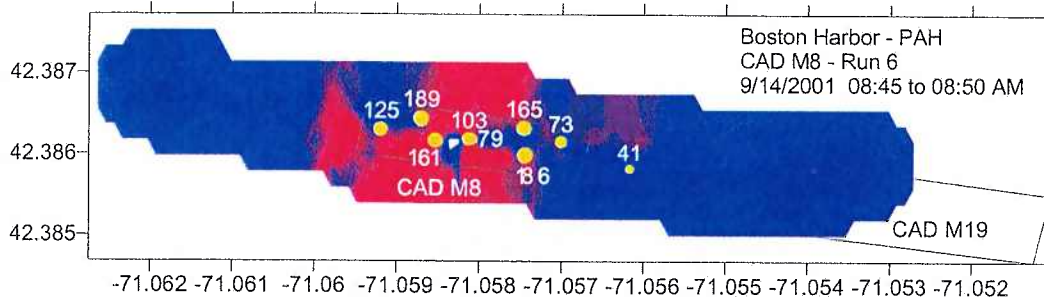 Boston Harbor - PAH
CAD M8 - Run 6
9/14/2001 08:45 to 08:50 AM
42.387
42.386
42.385
125
189
161
103
79
165
73
41
CAD M8
CAD M19
-71.062 -71.061 -71.06 -71.059 -71.058 -71.057 -71.056 -71.055 -71.054 -71.053 -71.052